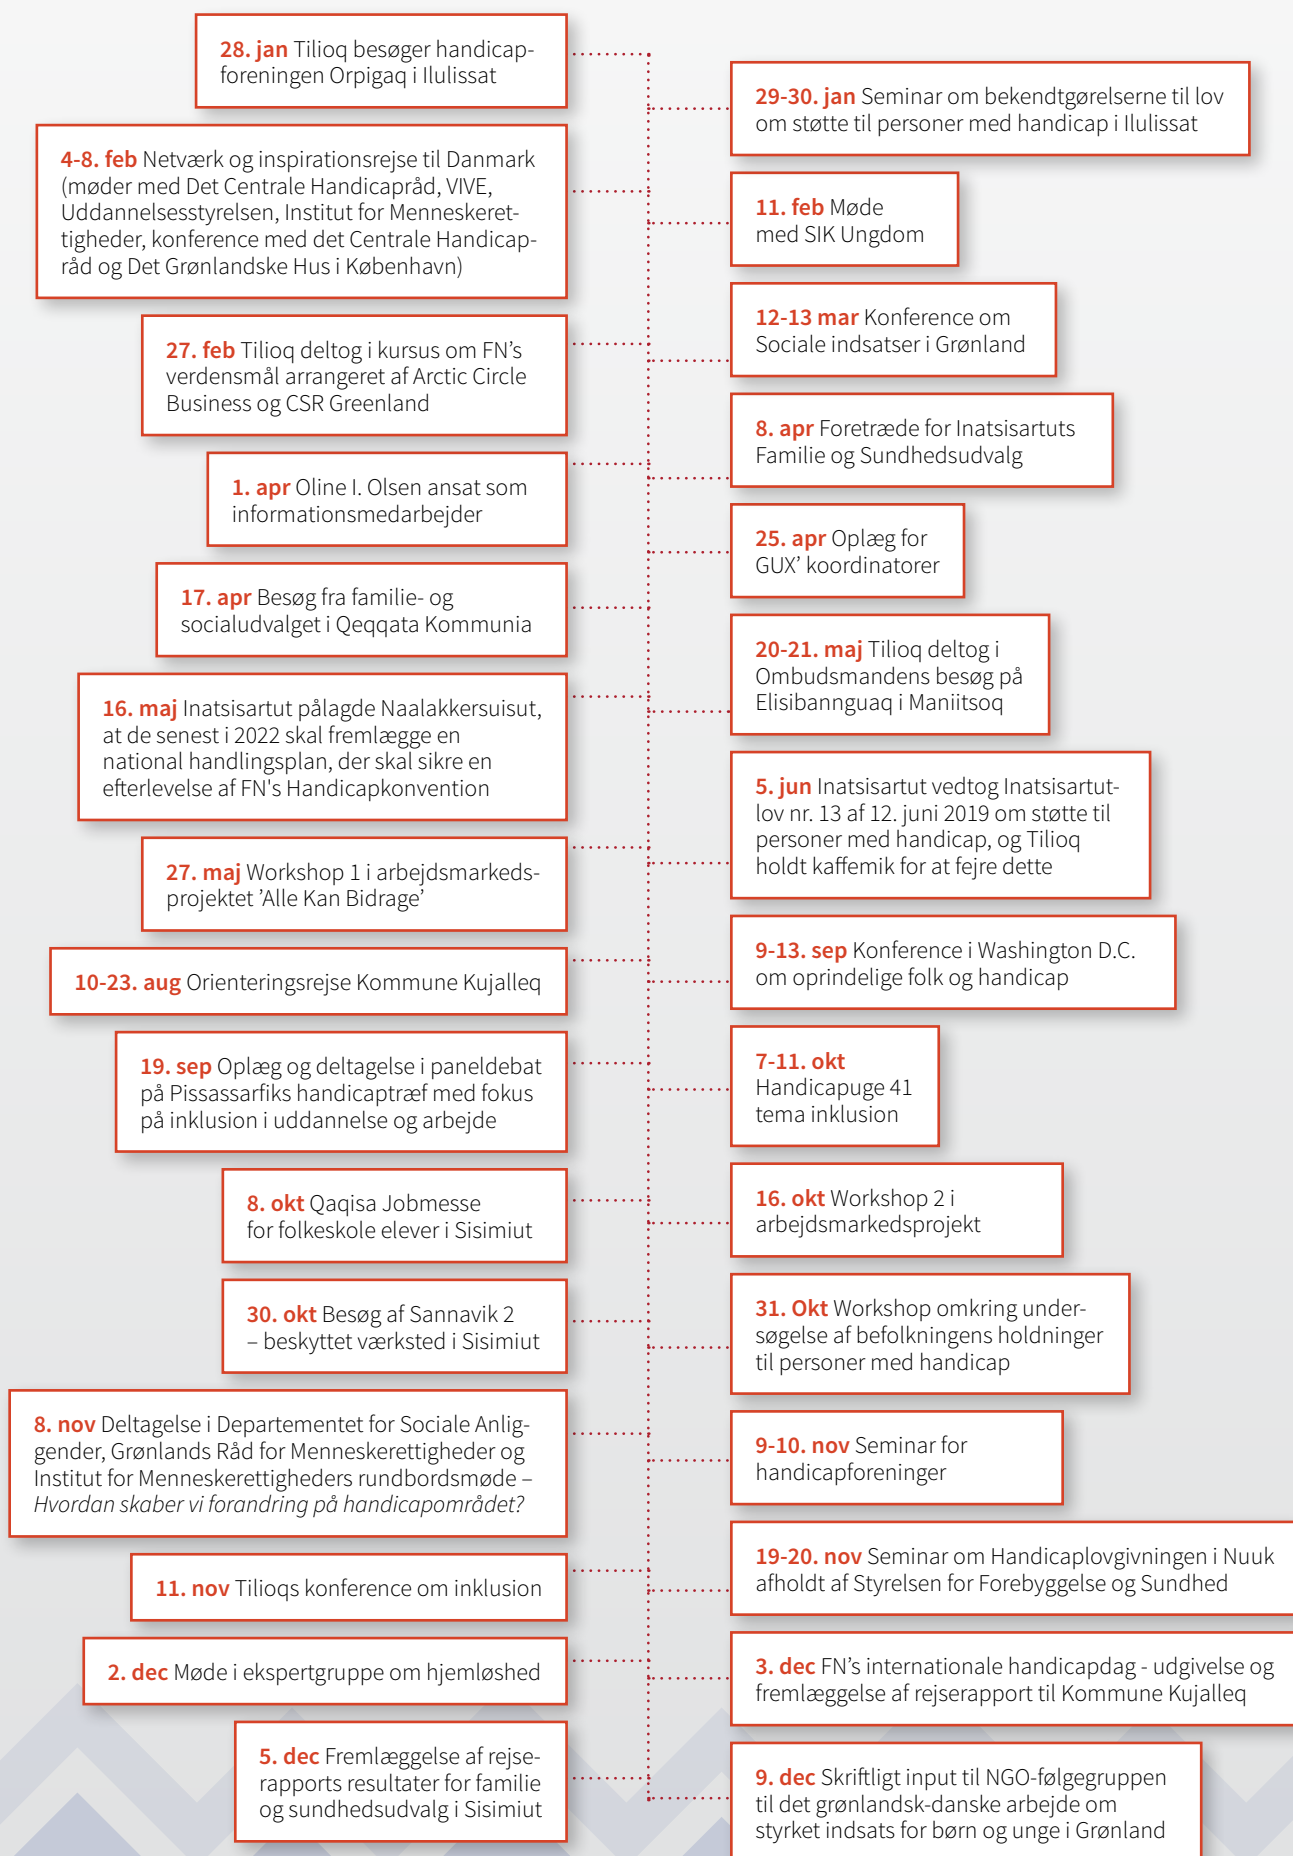 28. jan Tilioq besøger handicap-
foreningen Orpigaq i Ilulissat
29-30. jan Seminar om bekendtgørelserne til lov
om støtte til personer med handicap i Ilulissat
4-8. feb Netværk og inspirationsrejse til Danmark
(møder med Det Centrale Handicapråd, VIVE,
Uddannelsesstyrelsen, Institut for Menneskeret-
tigheder, konference med det Centrale Handicap-
råd og Det Grønlandske Hus i København)
11. feb Møde
med SIK Ungdom
27. feb Tilioq deltog i kursus om FN’s
verdensmål arrangeret af Arctic Circle
Business og CSR Greenland
12-13 mar Konference om
Sociale indsatser i Grønland
1. apr Oline I. Olsen ansat som
informationsmedarbejder
8. apr Foretræde for Inatsisartuts
Familie og Sundhedsudvalg
17. apr Besøg fra familie- og
socialudvalget i Qeqqata Kommunia
25. apr Oplæg for
GUX’ koordinatorer
16. maj Inatsisartut pålagde Naalakkersuisut,
at de senest i 2022 skal fremlægge en
national handlingsplan, der skal sikre en
efterlevelse af FN's Handicapkonvention
20-21. maj Tilioq deltog i
Ombudsmandens besøg på
Elisibannguaq i Maniitsoq
27. maj Workshop 1 i arbejdsmarkeds-
projektet ’Alle Kan Bidrage’
5. jun Inatsisartut vedtog Inatsisartut-
lov nr. 13 af 12. juni 2019 om støtte til
personer med handicap, og Tilioq
holdt kaffemik for at fejre dette
10-23. aug Orienteringsrejse Kommune Kujalleq
9-13. sep Konference i Washington D.C.
om oprindelige folk og handicap
19. sep Oplæg og deltagelse i paneldebat
på Pissassarfiks handicaptræf med fokus
på inklusion i uddannelse og arbejde
7-11. okt
Handicapuge 41
tema inklusion
8. okt Qaqisa Jobmesse
for folkeskole elever i Sisimiut
16. okt Workshop 2 i
arbejdsmarkedsprojekt
30. okt Besøg af Sannavik 2
– beskyttet værksted i Sisimiut
31. Okt Workshop omkring under-
søgelse af befolkningens holdninger
til personer med handicap
8. nov Deltagelse i Departementet for Sociale Anlig-
gender, Grønlands Råd for Menneskerettigheder og
Institut for Menneskerettigheders rundbordsmøde –
Hvordan skaber vi forandring på handicapområdet?
9-10. nov Seminar for
handicapforeninger
11. nov Tilioqs konference om inklusion
19-20. nov Seminar om Handicaplovgivningen i Nuuk
afholdt af Styrelsen for Forebyggelse og Sundhed
2. dec Møde i ekspertgruppe om hjemløshed
3. dec FN’s internationale handicapdag - udgivelse og
fremlæggelse af rejserapport til Kommune Kujalleq
5. dec Fremlæggelse af rejse-
rapports resultater for familie
og sundhedsudvalg i Sisimiut
9. dec Skriftligt input til NGO-følgegruppen
til det grønlandsk-danske arbejde om
styrket indsats for børn og unge i Grønland